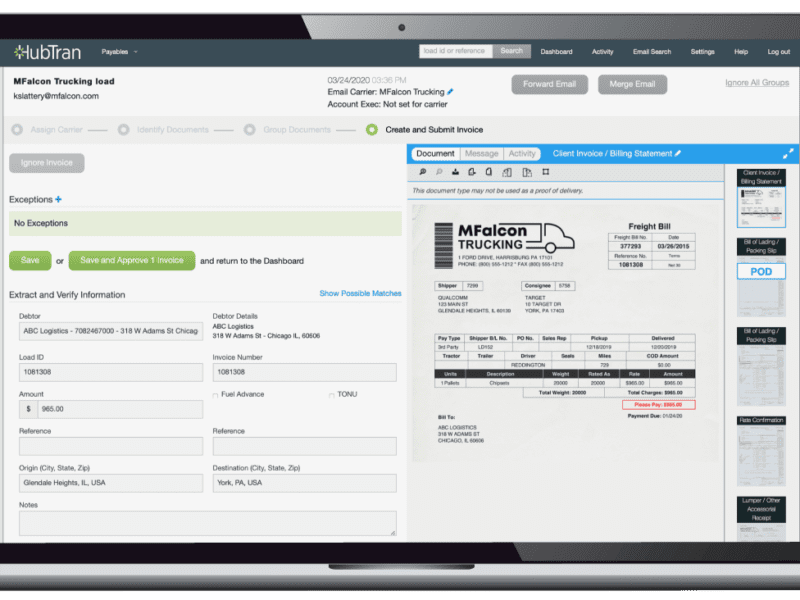 HubTran
Payables
load id or reference
Search
Dashboard
Activity
Email Search
Settings
Help
Log out
MFalcon Trucking load
kslattery@mfalcon.com
03/24/2020 03:36 PM
Email Carrier: MFalcon Trucking
Account Exec: Not set for carrier
Forward Email
Merge Email
Ignore All Groups
Assign Carrier
Identify Documents
Group Documents
Create and Submit Invoice
Ignore Invoice
Exceptions +
No Exceptions
Save or Save and Approve 1 Invoice and return to the Dashboard
Extract and Verify Information
Show Possible Matches
Debtor
ABC Logistics - 7082467000 - 318 W Adams St Chicag
Debtor Details
ABC Logistics
318 W Adams St - Chicago IL, 60606
Load ID
1081308
Invoice Number
1081308
Amount
$ 965.00
Fuel Advance
TONU
Reference
Reference
Origin (City, State, Zip)
Glendale Heights, IL, USA
Destination (City, State, Zip)
York, PA, USA
Notes
Document
Message
Activity
Client Invoice / Billing Statement
This document type may not be used as a proof of delivery.
MFalcon
TRUCKING
1 FORD DRIVE, HARRISBURG PA 17121
PHONE: (800) 555-1212 * FAX (800) 555-1212
Freight Bill
Freight Bill No. Date
377293 03/26/2015
Reference No. Terms
1081308
Shipper 7299
Consignee 5756
QUALCOMM
123 MAIN ST
GLENDALE HEIGHTS, IL 60139
TARGET
10 TARGET DR
YORK, PA 17403
Pay Type Shipper B/L No. PO No. Sales Rep Pickup Delivered
3rd Party LD152 12/18/2019 12/20/2019
Tractor Trailer Driver Seals Miles COD Amount
REDDINGTON 729 $0.00
Units Description Weight Rated As Rate Amount
1 Pallets Chipsets 20000 20000 $965.00 $965.00
Total Weight: 20000 Total Charges: $965.00
Please Pay: $965.00
Payment Due: 01/24/20
Bill To:
ABC LOGISTICS
318 W ADAMS ST
CHICAGO, IL 60606
Client Invoice /
Billing Statement
Bill of Lading /
Packing Slip
POD
Bill of Lading /
Packing Slip
Rate Confirmation
Lumper / Other
Accessorial
Receipt